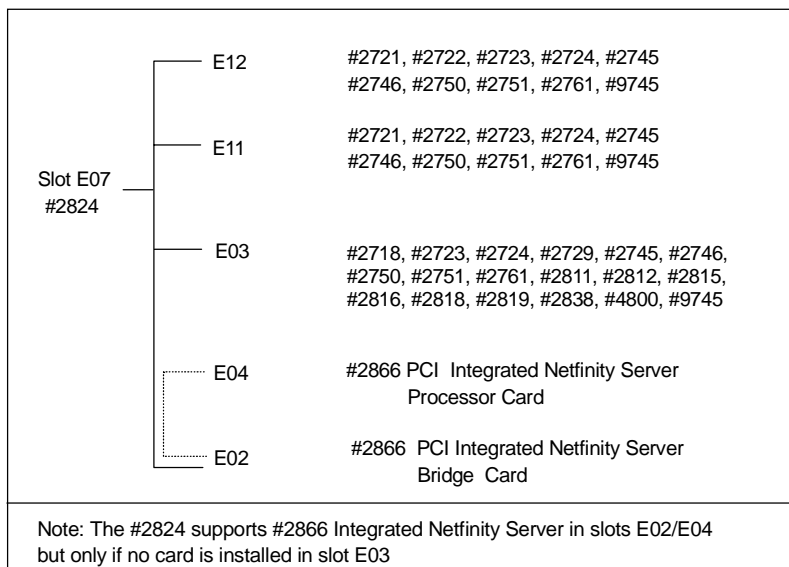 E12 #2721, #2722, #2723, #2724, #2745
#2746, #2750, #2751, #2761, #9745
E11 #2721, #2722, #2723, #2724, #2745
#2746, #2750, #2751, #2761, #9745
Slot E07
#2824
E03 #2718, #2723, #2724, #2729, #2745, #2746,
#2750, #2751, #2761, #2811, #2812, #2815,
#2816, #2818, #2819, #2838, #4800, #9745
E04 #2866 PCI Integrated Netfinity Server
Processor Card
E02 #2866 PCI Integrated Netfinity Server
Bridge Card
Note: The #2824 supports #2866 Integrated Netfinity Server in slots E02/E04
but only if no card is installed in slot E03